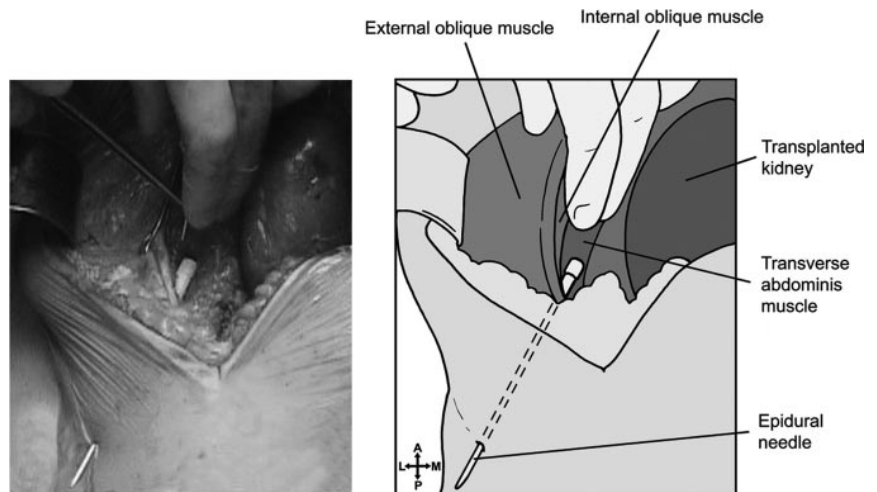 External oblique muscle
Internal oblique muscle
Transplanted
kidney
Transverse
abdominis
muscle
Epidural
needle
A
L M
P